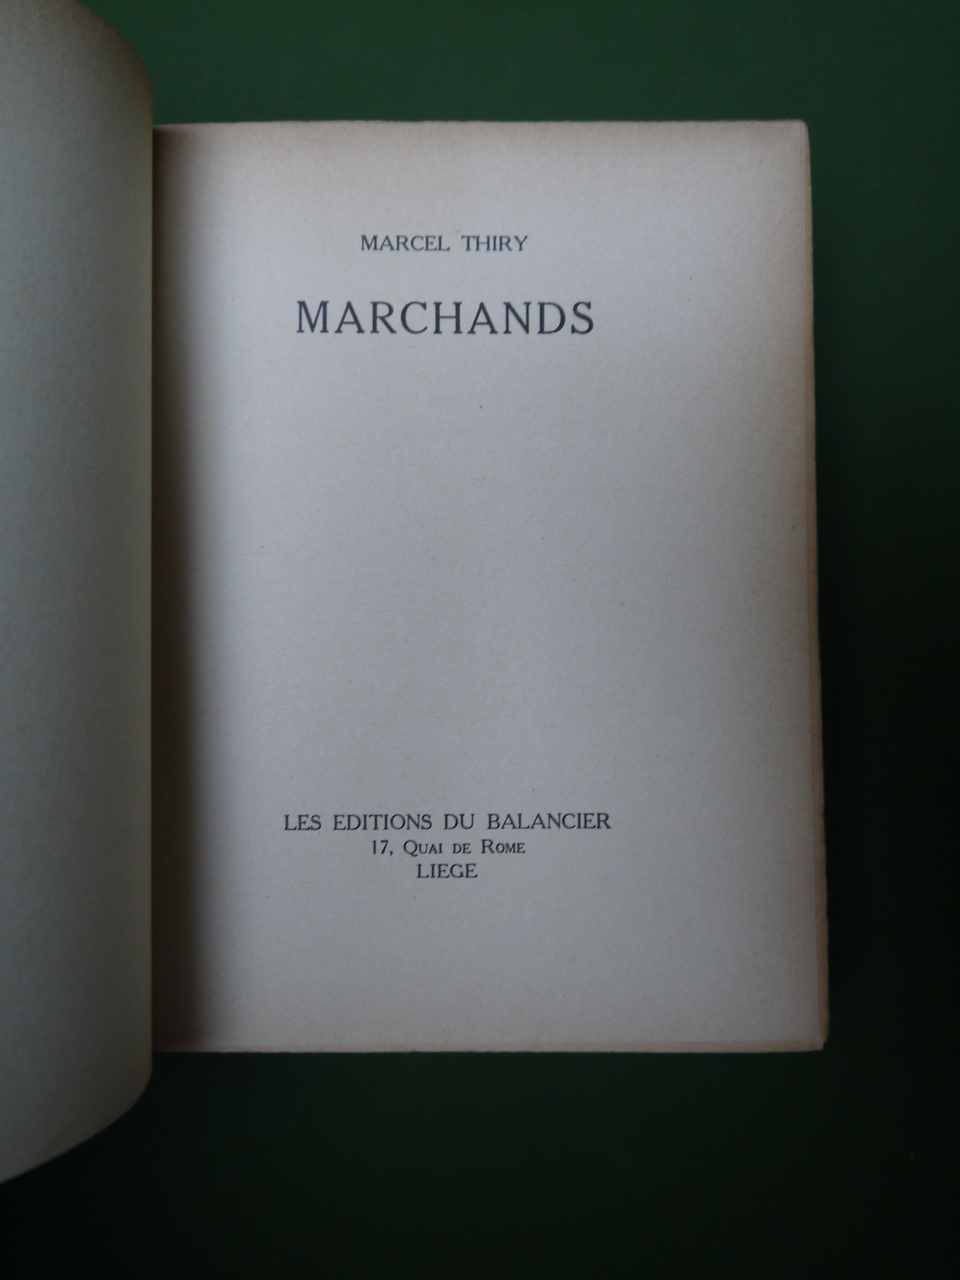 MARCEL THIRY
MARCHANDS
LES EDITIONS DU BALANCIER
17, QUAI DE ROME
LIEGE